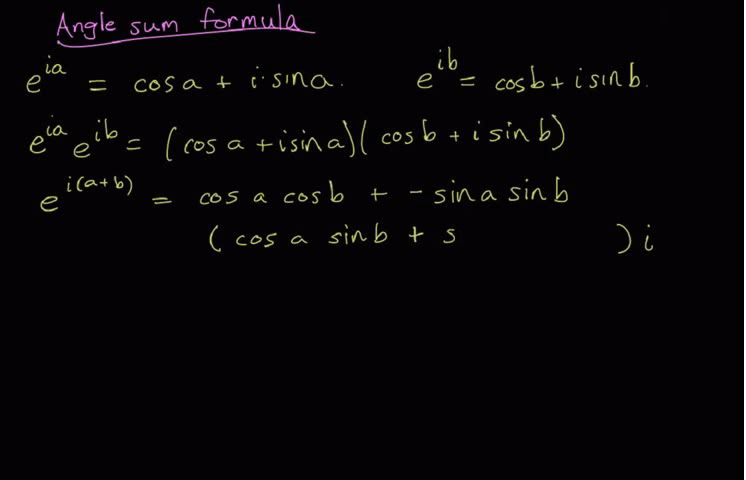 Angle sum formula
e^{ia} = cos a + i·sin a. e^{ib} = cos b + i sin b.
e^{ia} e^{ib} = (cos a + i sin a)(cos b + i sin b)
e^{i(a+b)} = cos a cos b + - sin a sin b
(cos a sin b + s ) i